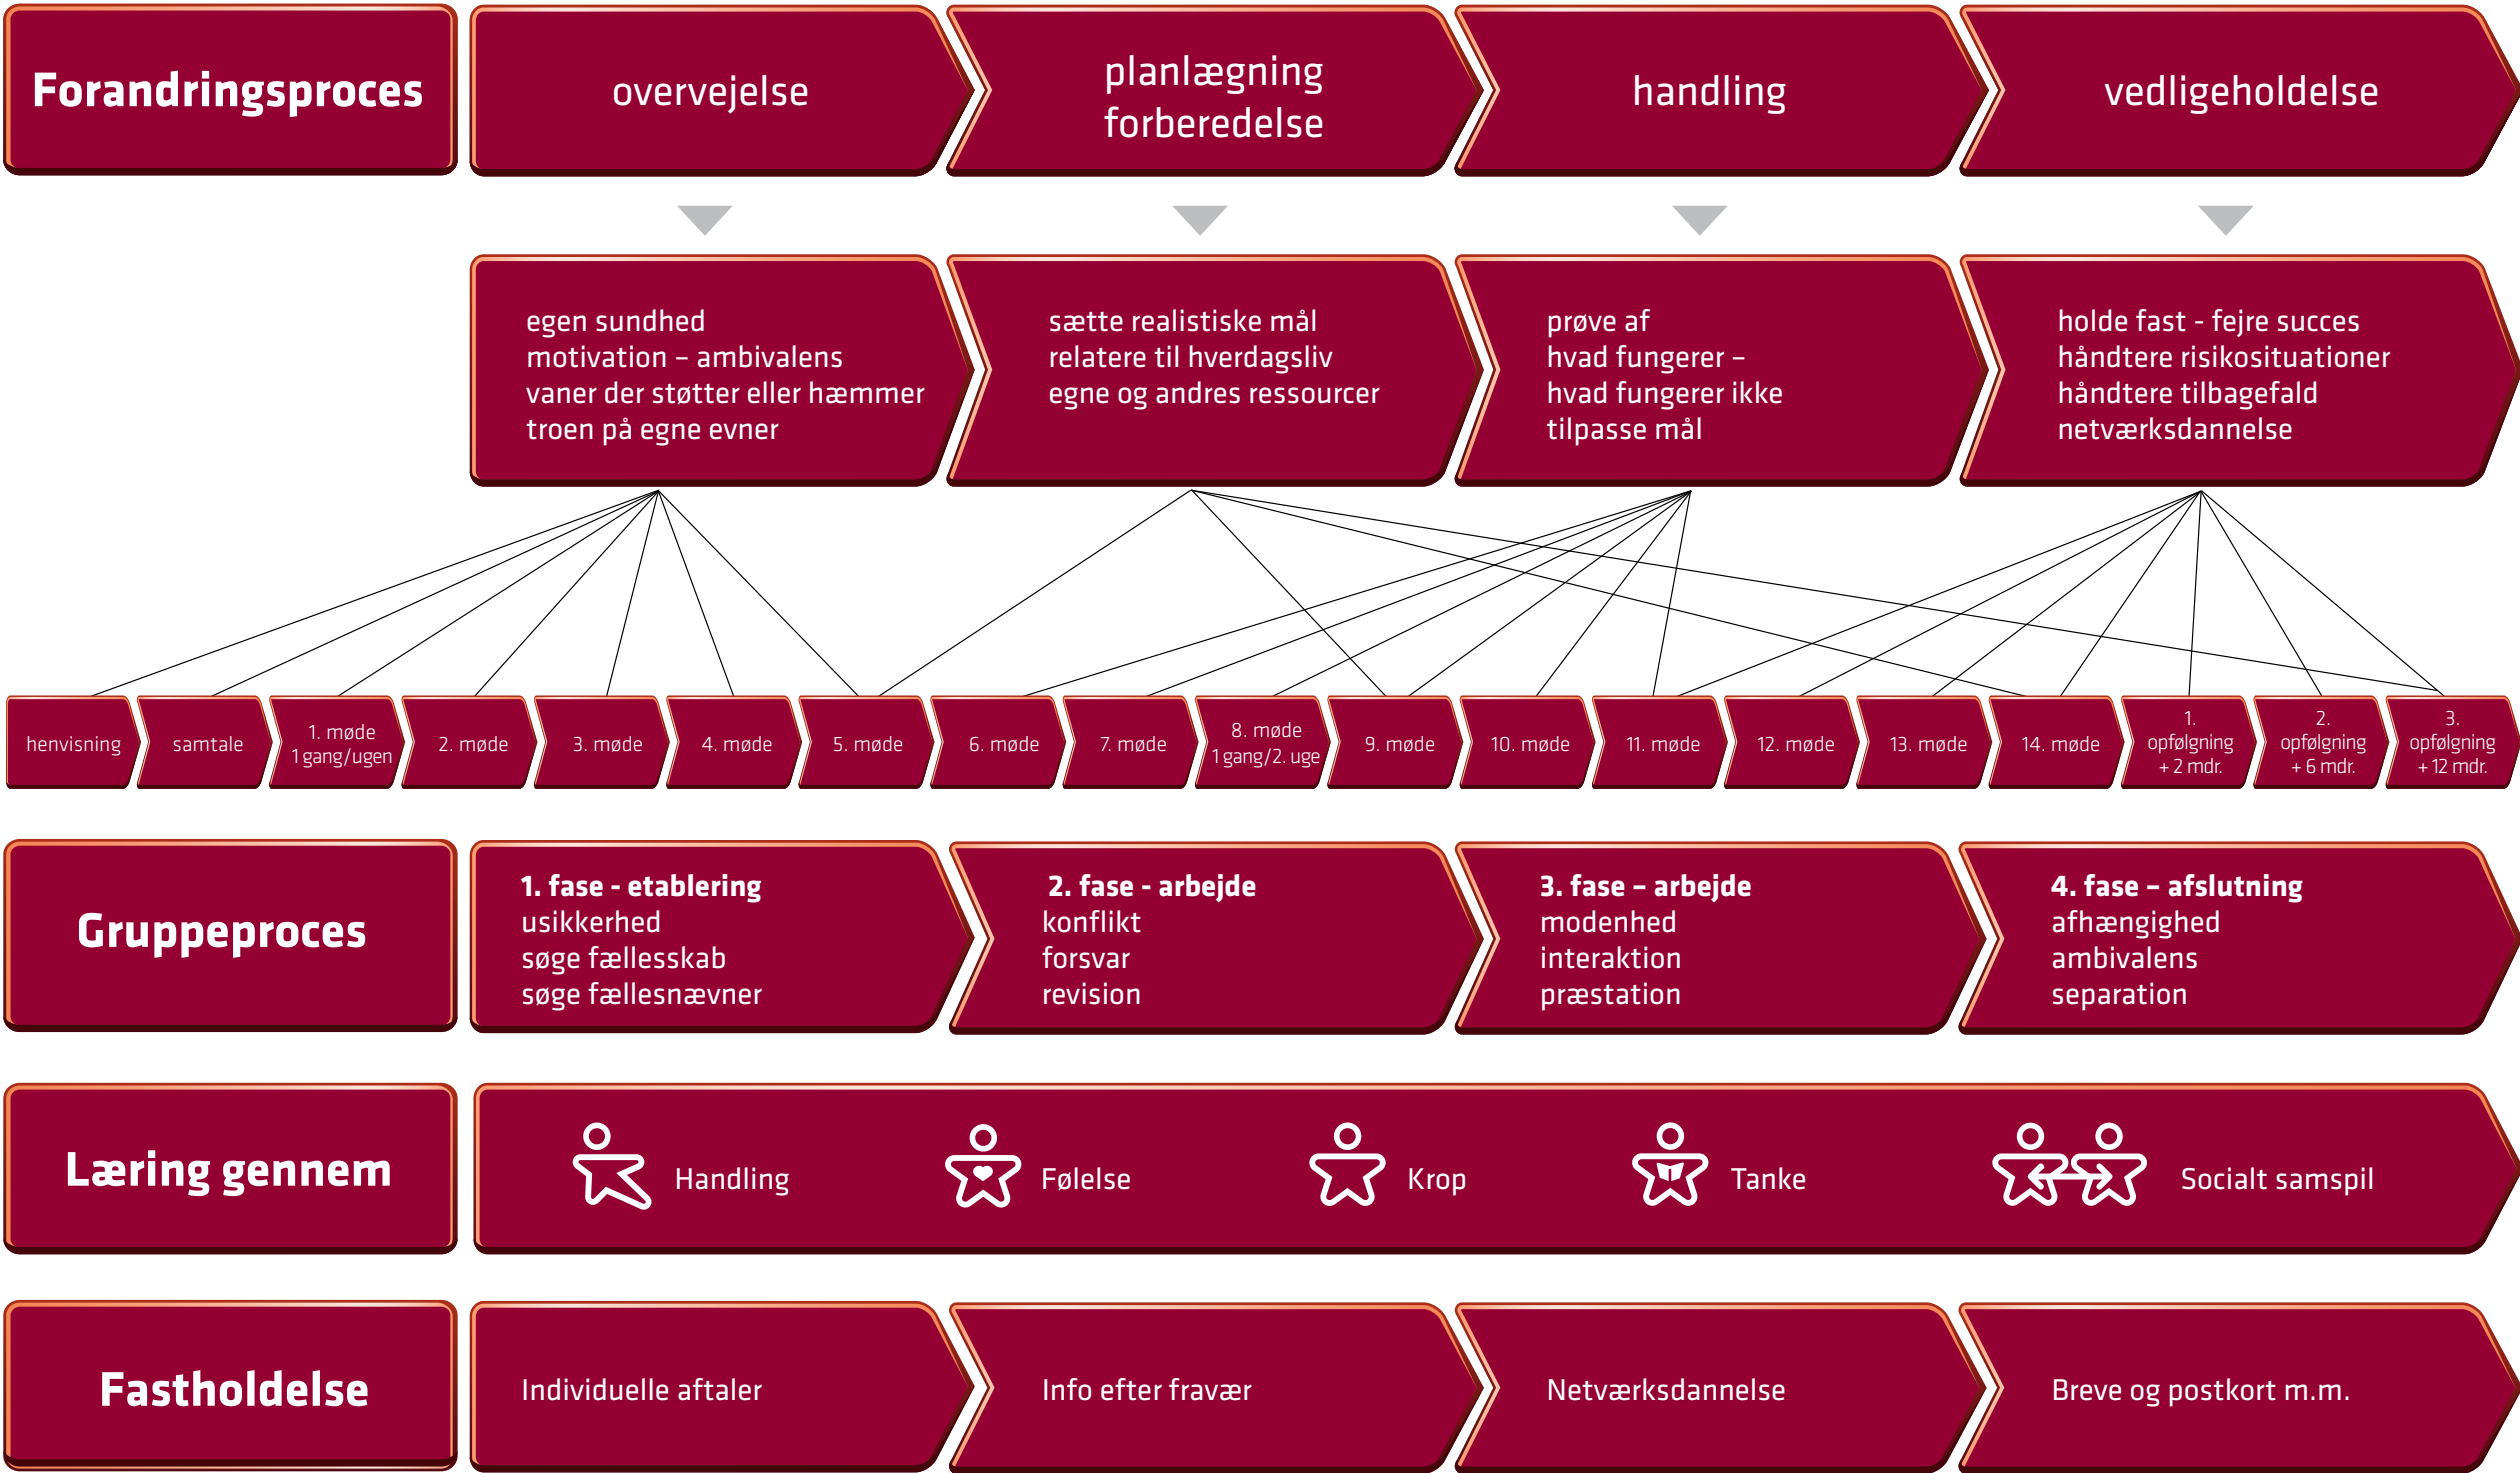 Forandringsproces
overvejelse
planlægning
forberedelse
handling
vedligeholdelse
egen sundhed
motivation – ambivalens
vaner der støtter eller hæmmer
troen på egne evner
sætte realistiske mål
relatere til hverdagsliv
egne og andres ressourcer
prøve af
hvad fungerer –
hvad fungerer ikke
tilpasse mål
holde fast - fejre succes
håndtere risikosituationer
håndtere tilbagefald
netværksdannelse
henvisning
samtale
1. møde
1 gang/ugen
2. møde
3. møde
4. møde
5. møde
6. møde
7. møde
8. møde
1 gang/2. uge
9. møde
10. møde
11. møde
12. møde
13. møde
14. møde
1.
opfølgning
+ 2 mdr.
2.
opfølgning
+ 6 mdr.
3.
opfølgning
+ 12 mdr.
Gruppeproces
1. fase - etablering
usikkerhed
søge fællesskab
søge fællesnævner
2. fase - arbejde
konflikt
forsvar
revision
3. fase – arbejde
modenhed
interaktion
præstation
4. fase – afslutning
afhængighed
ambivalens
separation
Læring gennem
Handling
Følelse
Krop
Tanke
Socialt samspil
Fastholdelse
Individuelle aftaler
Info efter fravær
Netværksdannelse
Breve og postkort m.m.